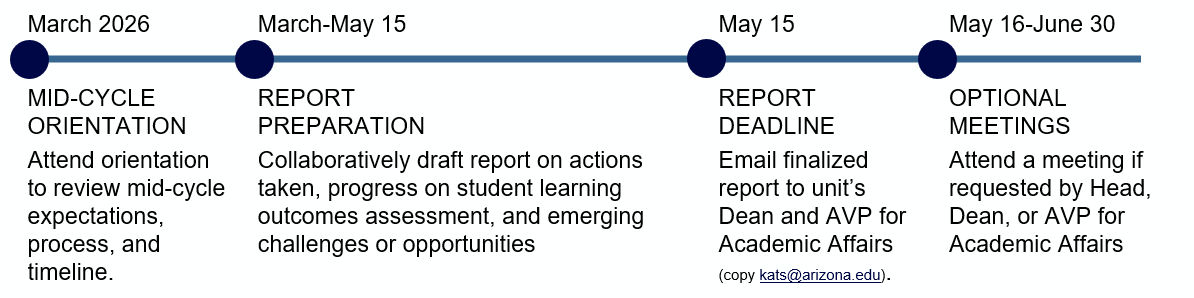 March 2026
MID-CYCLE
ORIENTATION
Attend orientation
to review mid-cycle
expectations,
process, and
timeline.
March-May 15
REPORT
PREPARATION
Collaboratively draft report on actions
taken, progress on student learning
outcomes assessment, and emerging
challenges or opportunities
May 15
REPORT
DEADLINE
Email finalized
report to unit’s
Dean and AVP for
Academic Affairs
(copy kats@arizona.edu).
May 16-June 30
OPTIONAL
MEETINGS
Attend a meeting if
requested by Head,
Dean, or AVP for
Academic Affairs